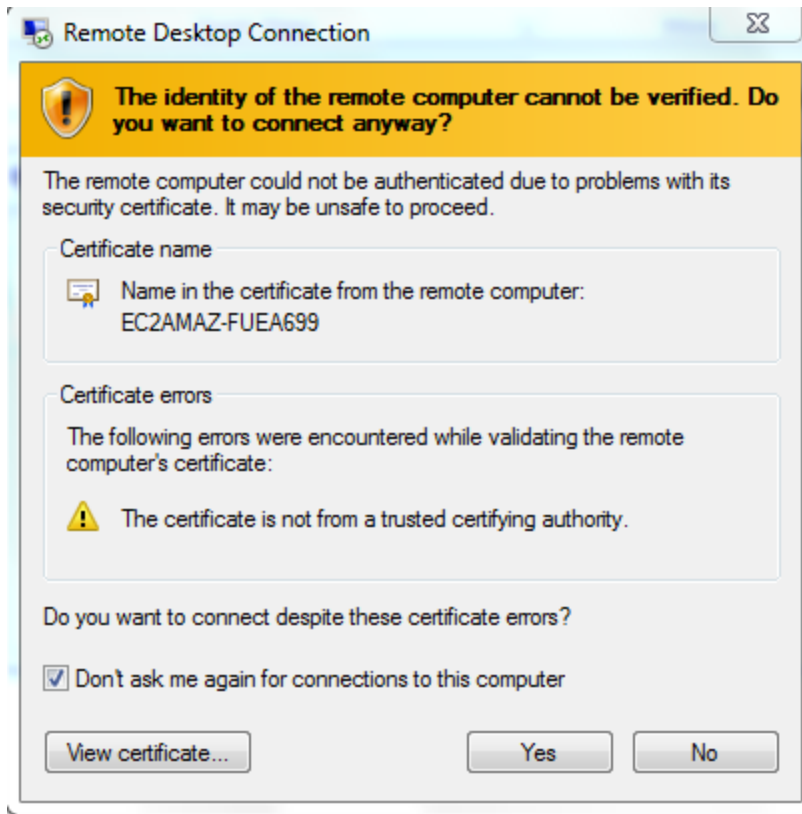 Remote Desktop Connection
The identity of the remote computer cannot be verified. Do
you want to connect anyway?
The remote computer could not be authenticated due to problems with its
security certificate. It may be unsafe to proceed.
Certificate name
Name in the certificate from the remote computer:
EC2AMAZ-FUEA699
Certificate errors
The following errors were encountered while validating the remote
computer's certificate:
The certificate is not from a trusted certifying authority.
Do you want to connect despite these certificate errors?
Don't ask me again for connections to this computer
View certificate...
Yes
No